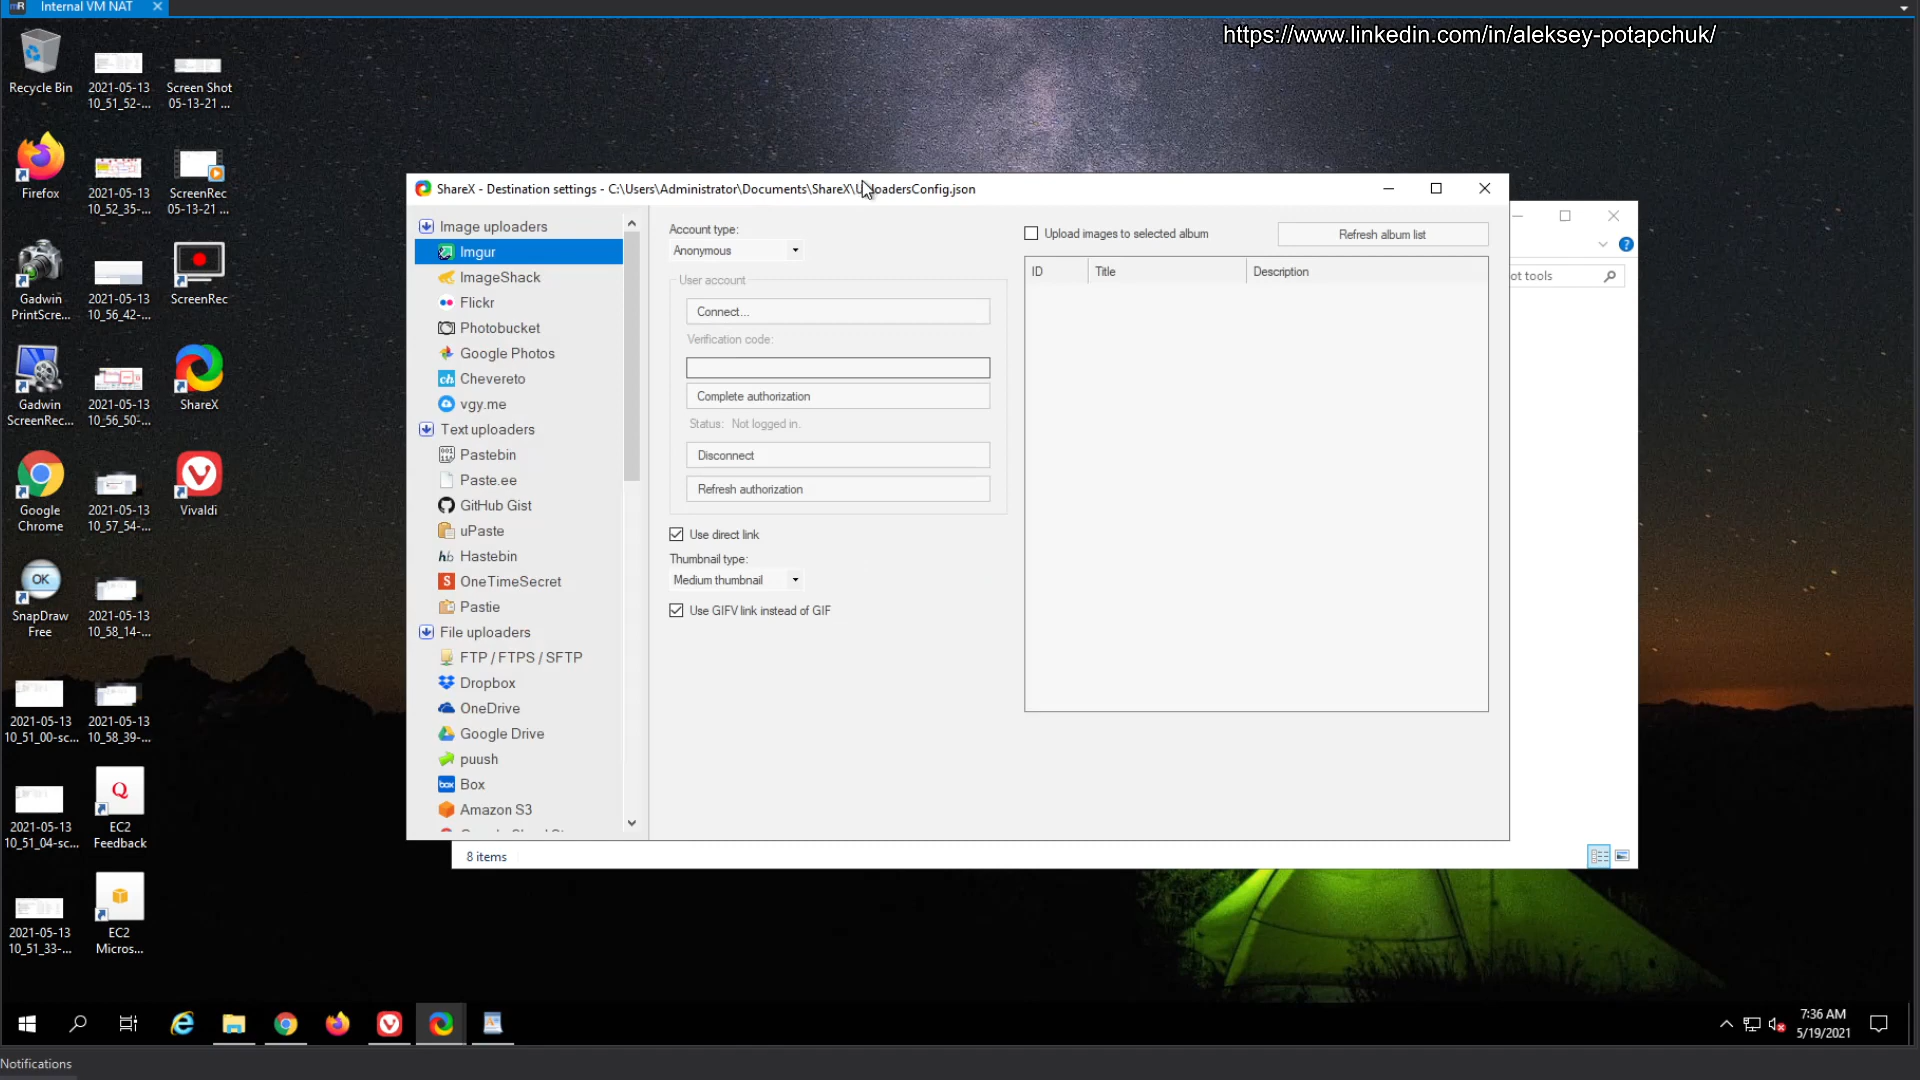 Internal VM NAT
https://www.linkedin.com/in/aleksey-potapchuk/
Recycle Bin
2021-05-13
10_51_52-...
Screen Shot
05-13-21 ...
Firefox
2021-05-13
10_52_35-...
ScreenRec
05-13-21 ...
Gadwin
PrintScre...
2021-05-13
10_56_42-...
ScreenRec
Gadwin
ScreenRec...
2021-05-13
10_56_50-...
ShareX
Google
Chrome
2021-05-13
10_57_54-...
Vivaldi
OK
SnapDraw
Free
2021-05-13
10_58_14-...
2021-05-13
10_51_00-sc...
2021-05-13
10_58_39-...
2021-05-13
10_51_04-sc...
EC2
Feedback
2021-05-13
10_51_33-...
EC2
Micros...
ShareX - Destination settings - C:\Users\Administrator\Documents\ShareX\UploadersConfig.json
Image uploaders
Imgur
ImageShack
Flickr
Photobucket
Google Photos
Chevereto
vgy.me
Text uploaders
Pastebin
Paste.ee
GitHub Gist
uPaste
Hastebin
OneTimeSecret
Pastie
File uploaders
FTP / FTPS / SFTP
Dropbox
OneDrive
Google Drive
puush
Box
Amazon S3
Account type:
Anonymous
User account
Connect...
Verification code:
Complete authorization
Status: Not logged in.
Disconnect
Refresh authorization
Use direct link
Thumbnail type:
Medium thumbnail
Use GIFV link instead of GIF
Upload images to selected album
Refresh album list
ID Title Description
ot tools
8 items
7:36 AM
5/19/2021
Notifications